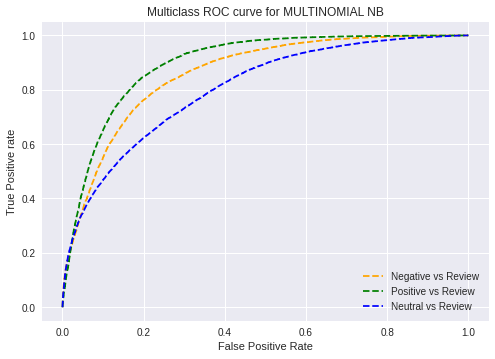 Multiclass ROC curve for MULTINOMIAL NB
1.0
0.8
0.6
0.4
0.2
0.0
True Positive rate
Negative vs Review
Positive vs Review
Neutral vs Review
0.0 0.2 0.4 0.6 0.8 1.0
False Positive Rate